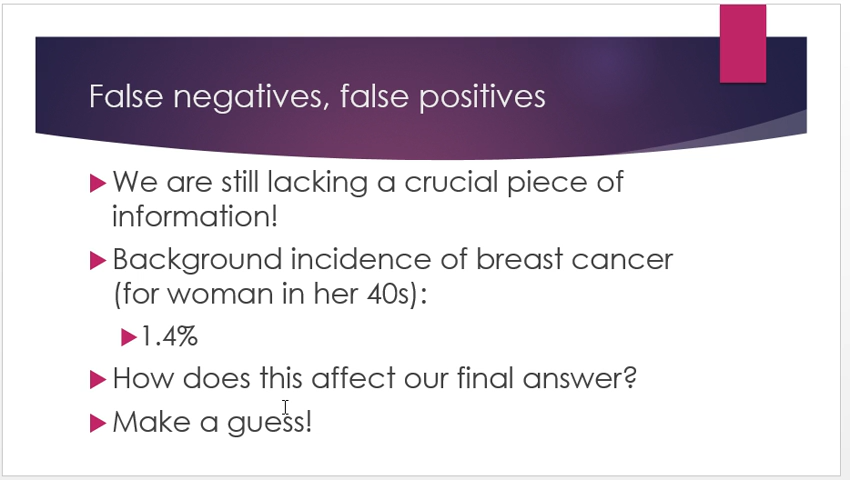 False negatives, false positives
We are still lacking a crucial piece of
information!
Background incidence of breast cancer
(for woman in her 40s):
1.4%
How does this affect our final answer?
Make a guess!